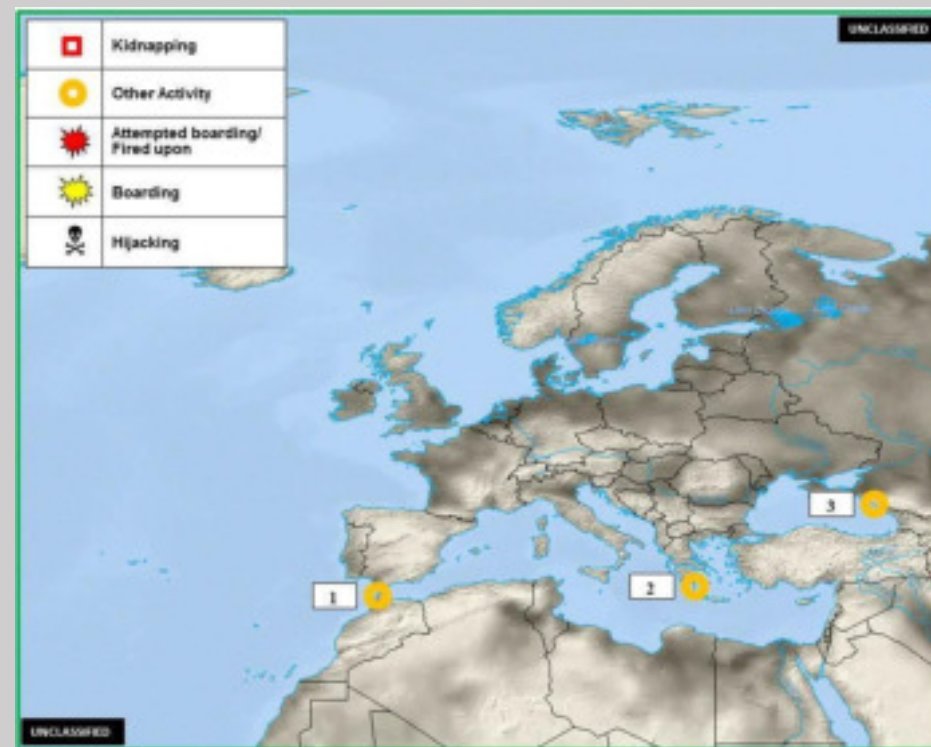 UNCLASSIFIED
Kidnapping
Other Activity
Attempted boarding/
Fired upon
Boarding
Hijacking
3
2
1
UNCLASSIFIED